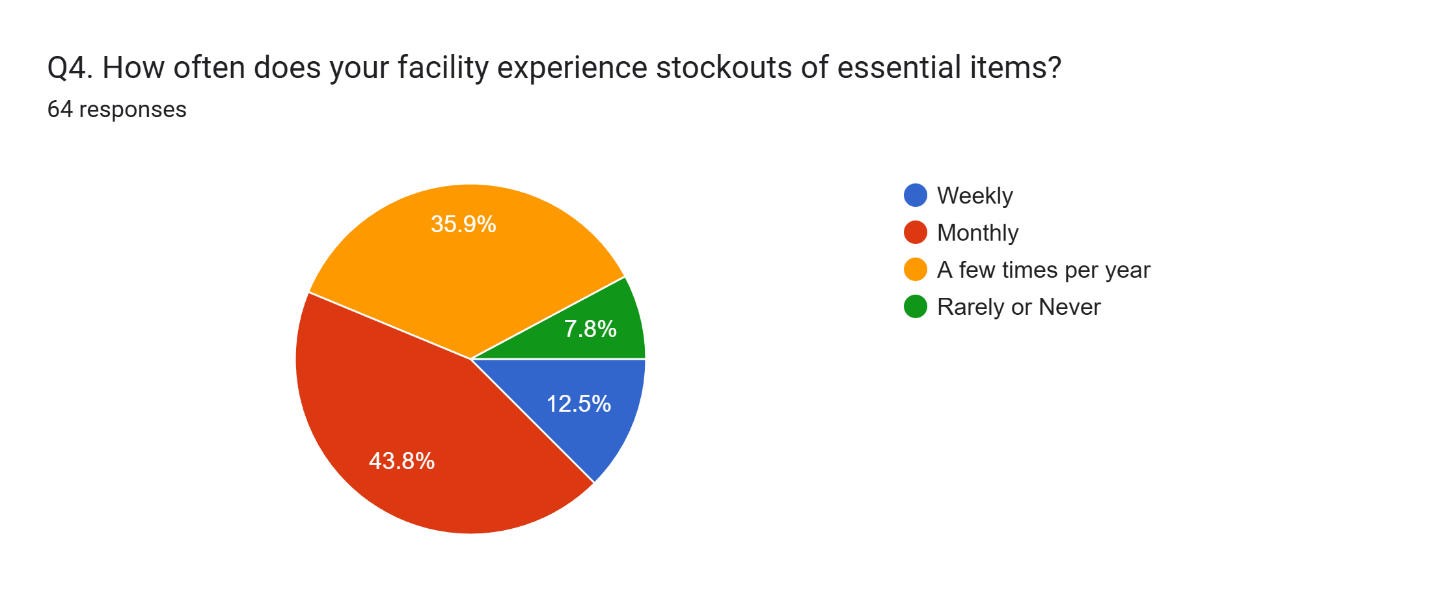 Q4. How often does your facility experience stockouts of essential items?
64 responses
35.9%
7.8%
12.5%
43.8%
Weekly
Monthly
A few times per year
Rarely or Never